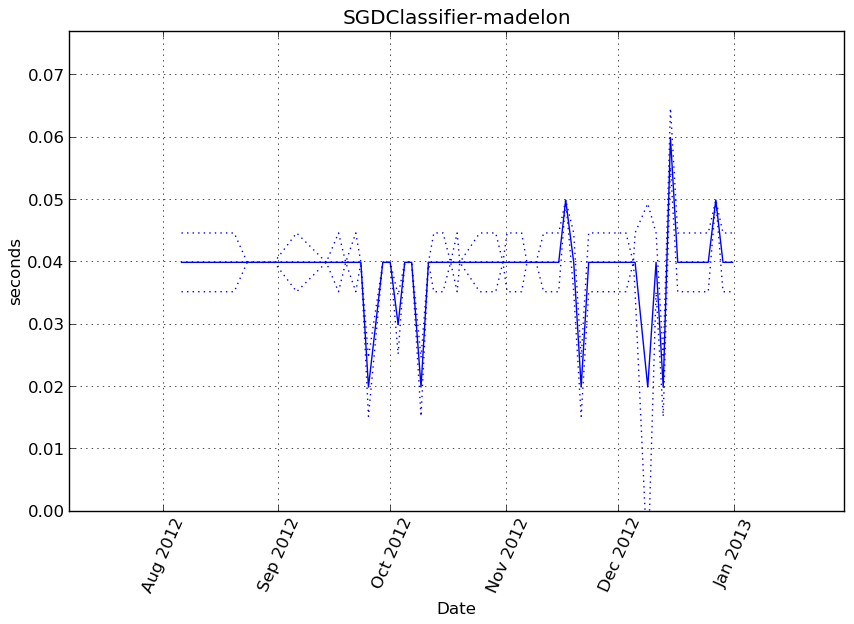 SGDClassifier-madelon
0.07
0.06
0.05
0.04
0.03
0.02
0.01
0.00
seconds
Aug 2012
Sep 2012
Oct 2012
Nov 2012
Dec 2012
Jan 2013
Date